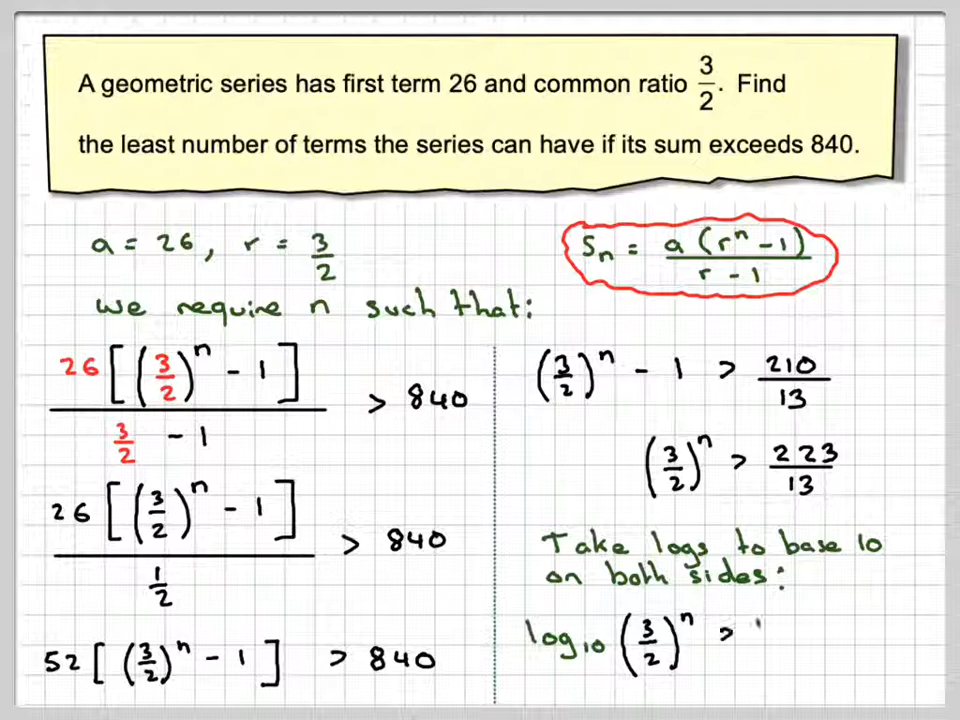 A geometric series has first term 26 and common ratio 3/2. Find
the least number of terms the series can have if its sum exceeds 840.
a = 26, r = 3/2
Sn = a(r^n - 1) / r - 1
we require n such that:
26[(3/2)^n - 1] / 3/2 - 1 > 840
26[(3/2)^n - 1] / 1/2 > 840
52[(3/2)^n - 1] > 840
(3/2)^n - 1 > 210/13
(3/2)^n > 223/13
Take logs to base 10
on both sides:
log10 (3/2)^n >